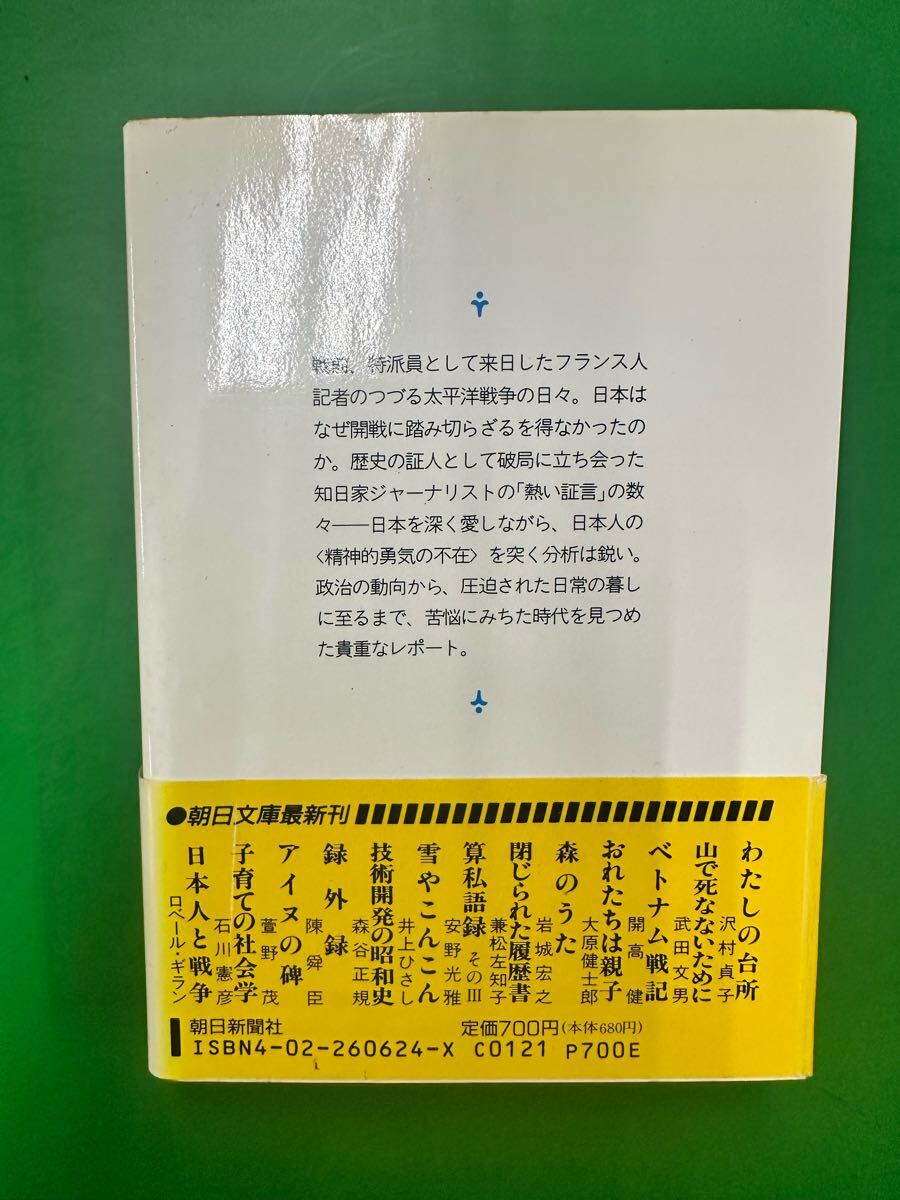 戦前、特派員として来日したフランス人
記者のつづる太平洋戦争の日々。日本は
なぜ開戦に踏み切らざるを得なかったの
か。歴史の証人として破局に立ち会った
知日家ジャーナリストの「熱い証言」の数
々——日本を深く愛しながら、日本人の
〈精神的勇気の不在〉を突く分析は鋭い。
政治の動向から、圧迫された日常の暮し
に至るまで、苦悩にみちた時代を見つめ
た貴重なレポート。
●朝日文庫最新刊
わたしの台所 沢村貞子
山で死なないために 武田文男
ベトナム戦記 開高健
おれたちは親子 大原健士郎
森のうた 岩城宏之
閉じられた履歴書 兼松左知子
算私語録 そのIII 安野光雅
雪やこんこん 井上ひさし
技術開発の昭和史 森谷正規
録外録 陳舜臣
アイヌの碑 萱野茂
子育ての社会学 石川憲彦
日本人と戦争 ロベール・ギラン
朝日新聞社 定価700円(本体680円)
ISBN4-02-260624-X C0121 P700E